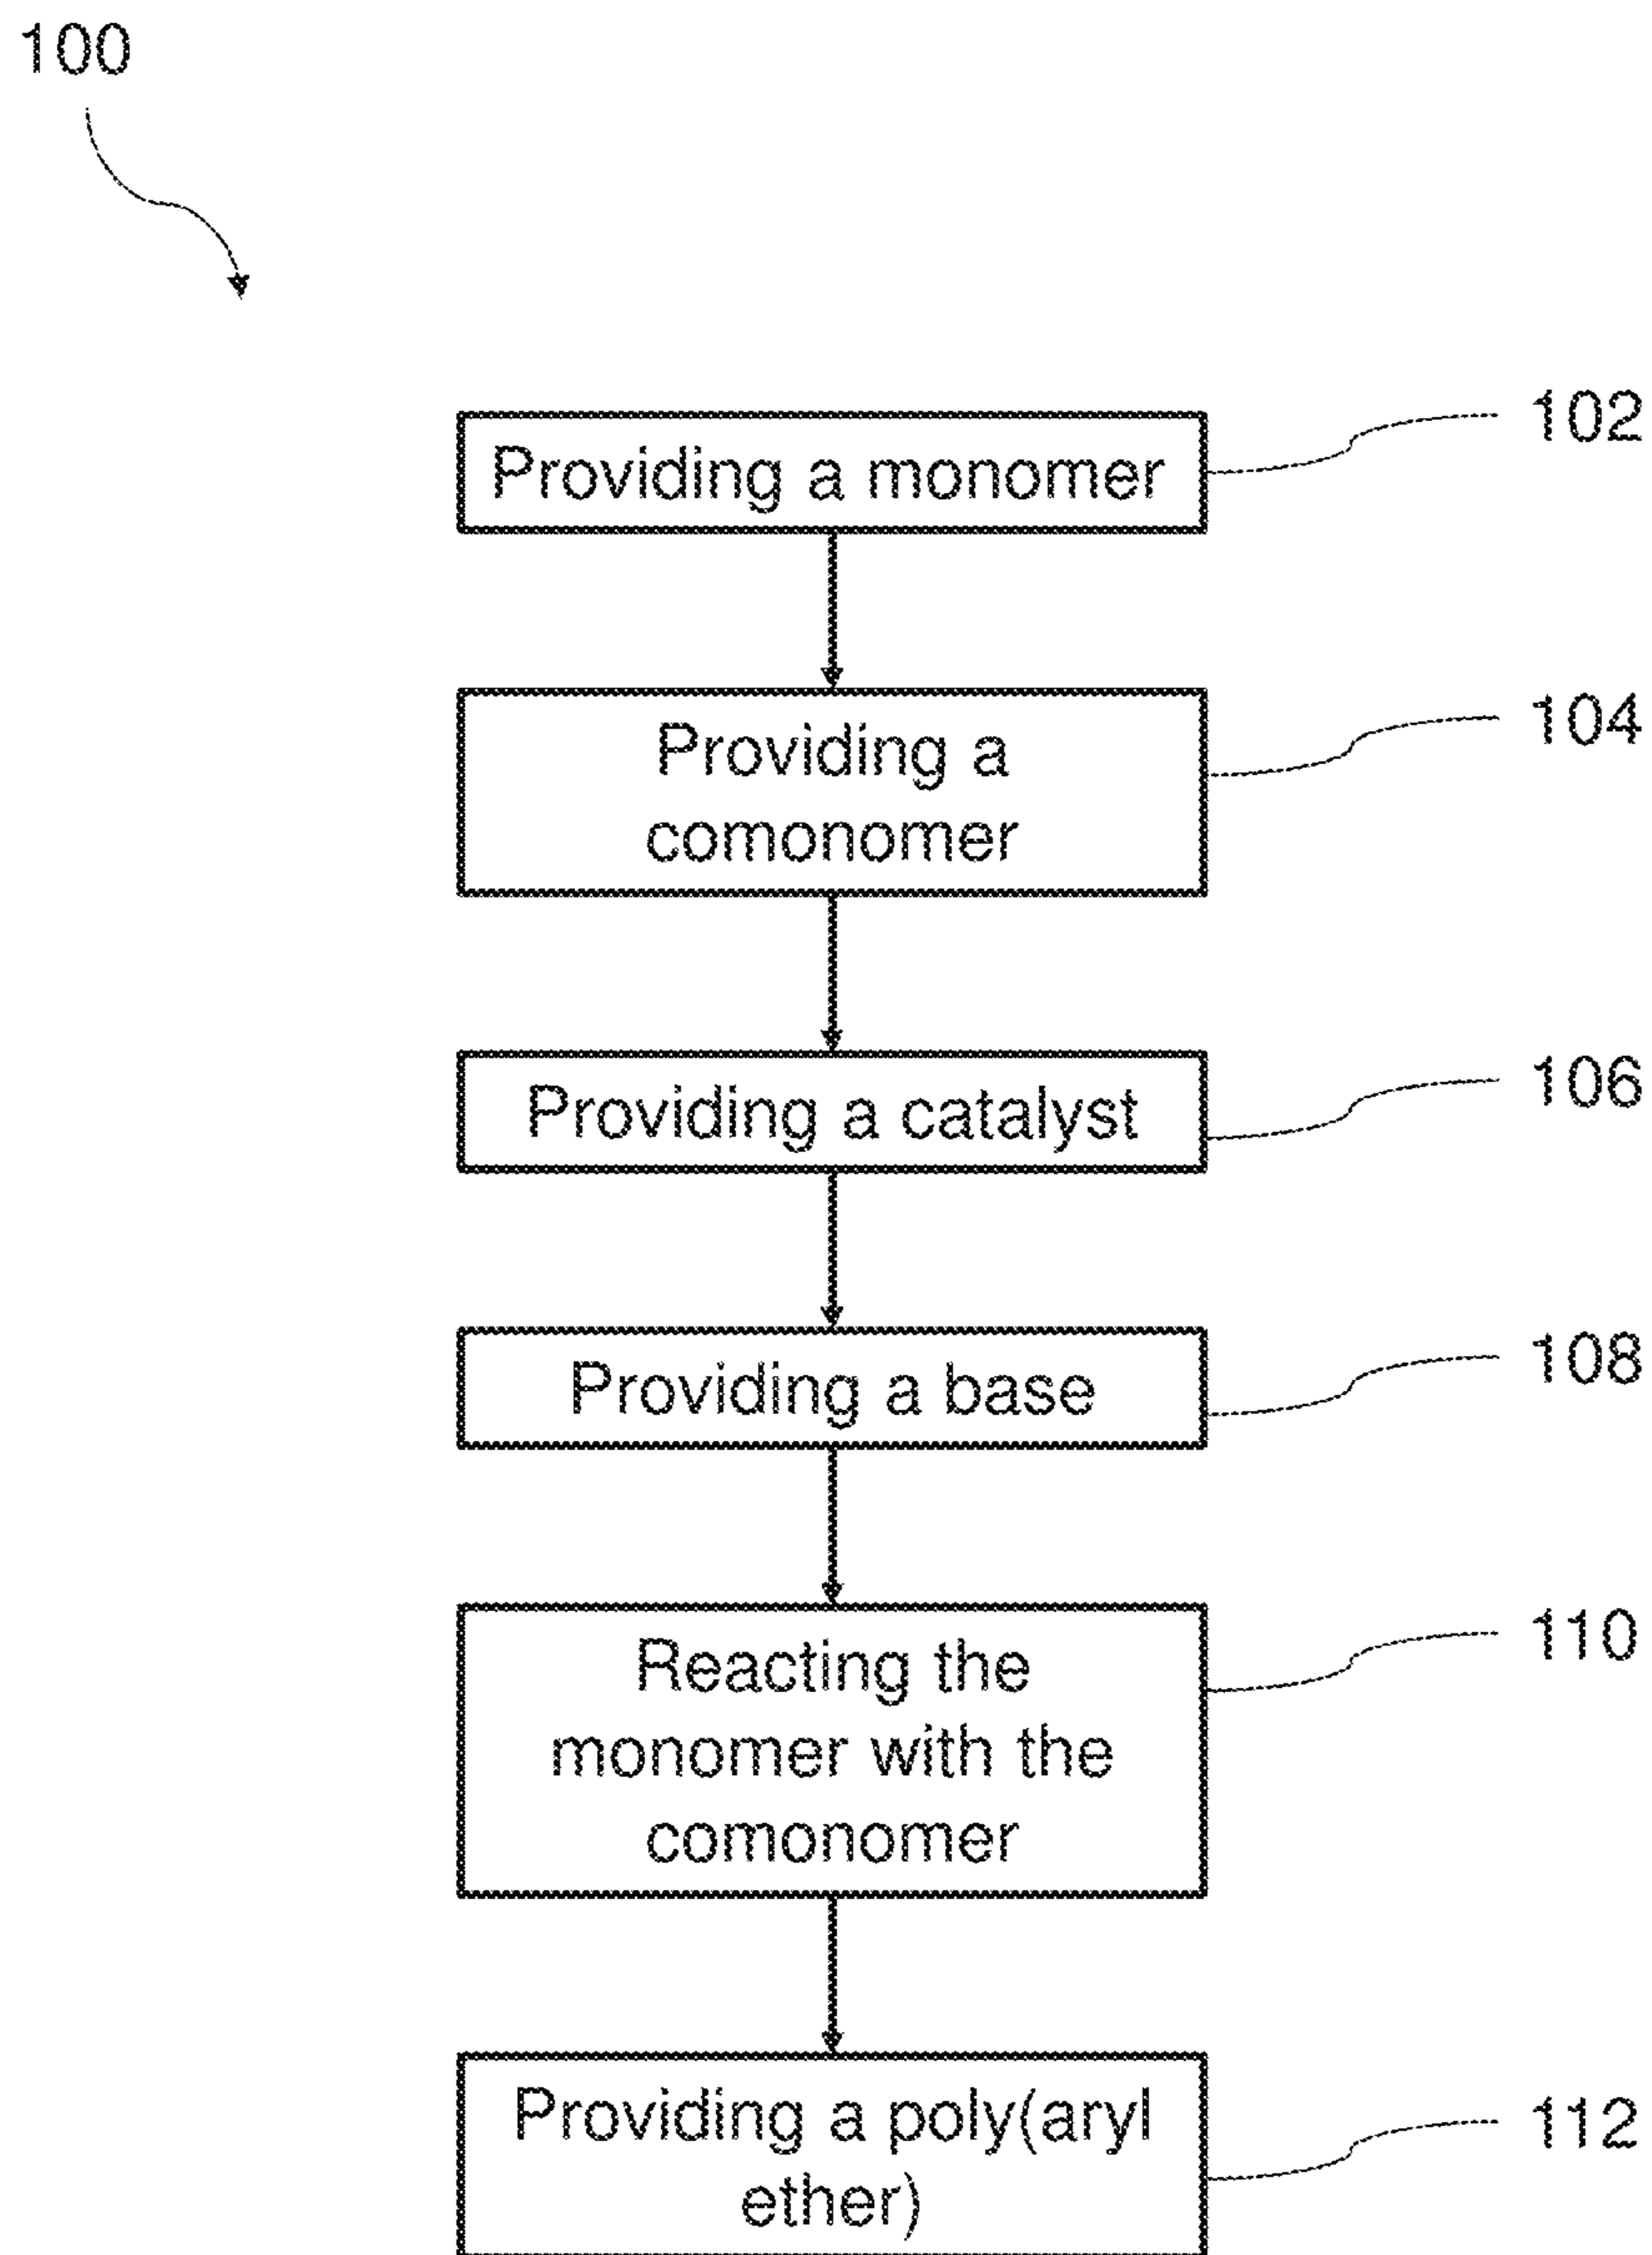 100
Providing a monomer
102
Providing a
comonomer
104
Providing a catalyst
106
Providing a base
108
Reacting the
monomer with the
comonomer
110
Providing a poly(aryl
ether)
112